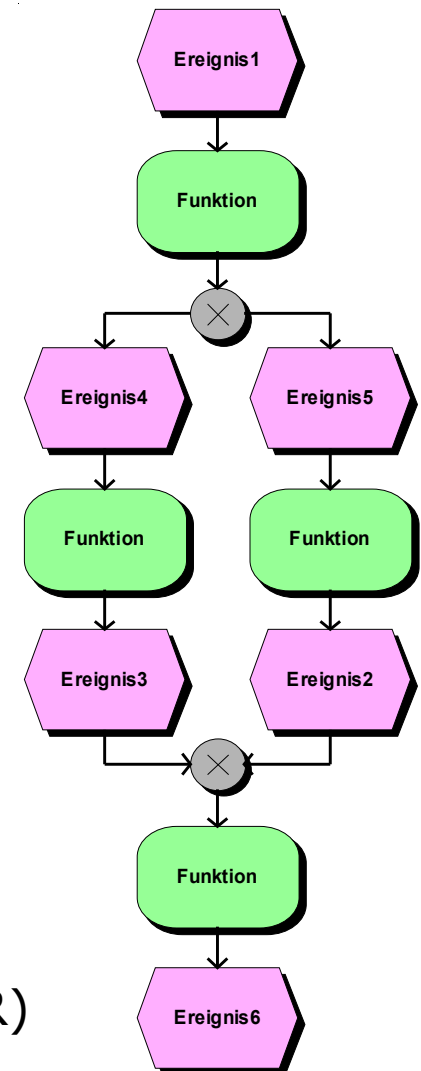 Ereignis1
Funktion
Ereignis4
Ereignis5
Funktion
Funktion
Ereignis3
Ereignis2
Funktion
R)
Ereignis6